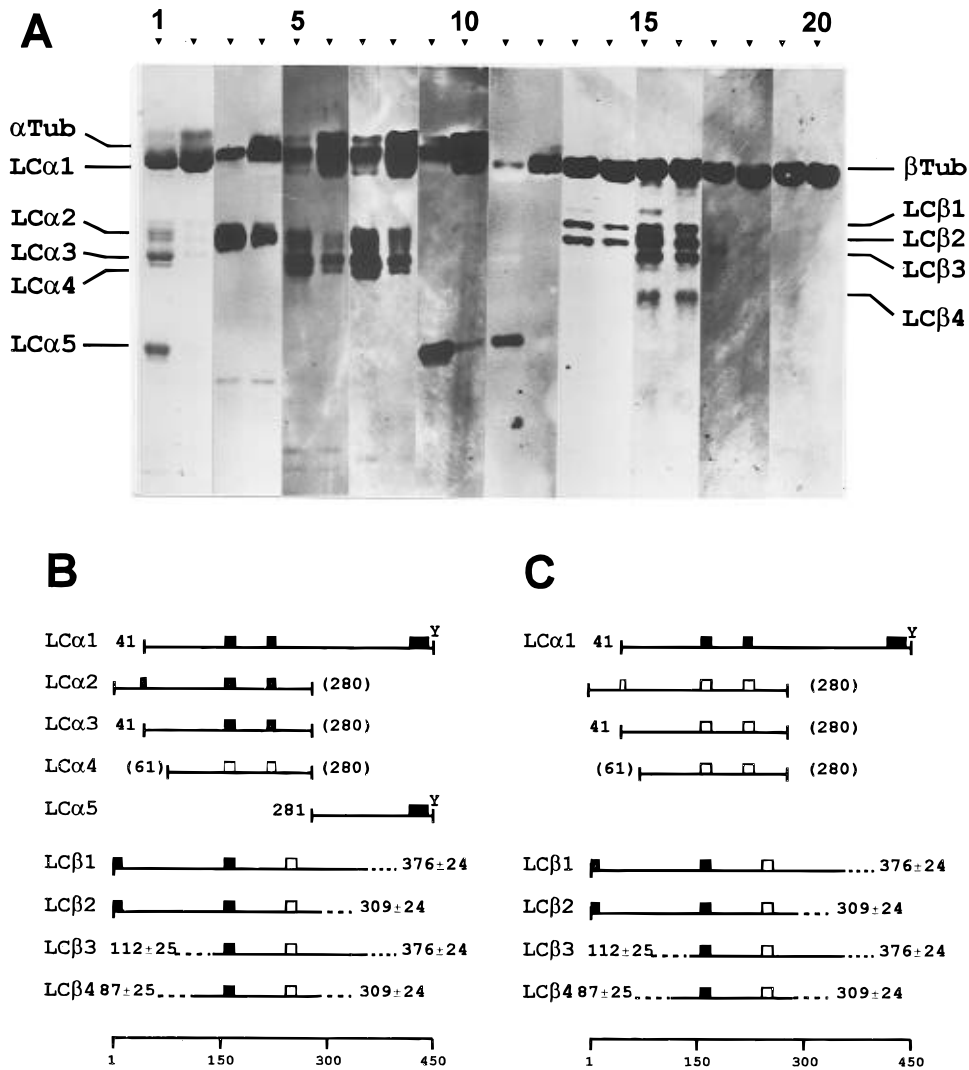 A 1 5 10 15 20
αTub
LCα1
LCα2
LCα3
LCα4
LCα5
βTub
LCβ1
LCβ2
LCβ3
LCβ4
B
LCα1 41 Y
LCα2 (280)
LCα3 41 (280)
LCα4 (61) (280)
LCα5 281 Y
LCβ1 376±24
LCβ2 309±24
LCβ3 112±25 376±24
LCβ4 87±25 309±24
1 150 300 450
C
LCα1 41 Y
(280)
41 (280)
(61) (280)
LCβ1 376±24
LCβ2 309±24
LCβ3 112±25 376±24
LCβ4 87±25 309±24
1 150 300 450